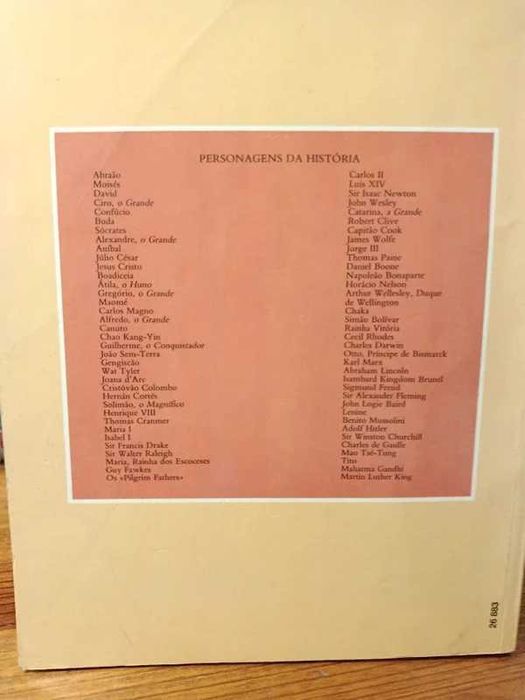 PERSONAGENS DA HISTÓRIA
Abraão
Moisés
David
Ciro, o Grande
Confúcio
Buda
Sócrates
Alexandre, o Grande
Aníbal
Júlio César
Jesus Cristo
Boadiceia
Átila, o Huno
Gregório, o Grande
Maomé
Carlos Magno
Alfredo, o Grande
Canuto
Chao Kang-Yin
Guilherme, o Conquistador
João Sem-Terra
Gengiscão
Wat Tyler
Joana d'Arc
Cristóvão Colombo
Hernán Cortés
Solimão, o Magnífico
Henrique VIII
Thomas Cranmer
Maria I
Isabel I
Sir Francis Drake
Sir Walter Raleigh
Maria, Rainha dos Escoceses
Guy Fawkes
Os «Pilgrim Fathers»
Carlos II
Luís XIV
Sir Isaac Newton
John Wesley
Catarina, a Grande
Robert Clive
Capitão Cook
James Wolfe
Jorge III
Thomas Paine
Daniel Boone
Napoleão Bonaparte
Horácio Nelson
Arthur Wellesley, Duque
de Wellington
Chaka
Simão Bolívar
Rainha Vitória
Cecil Rhodes
Charles Darwin
Otto, Príncipe de Bismarck
Karl Marx
Abraham Lincoln
Isambard Kingdom Brunel
Sigmund Freud
Sir Alexander Fleming
John Logie Baird
Lenine
Benito Mussolini
Adolf Hitler
Sir Winston Churchill
Charles de Gaulle
Mao Tsé-Tung
Tito
Mahatma Gandhi
Martin Luther King
26 883